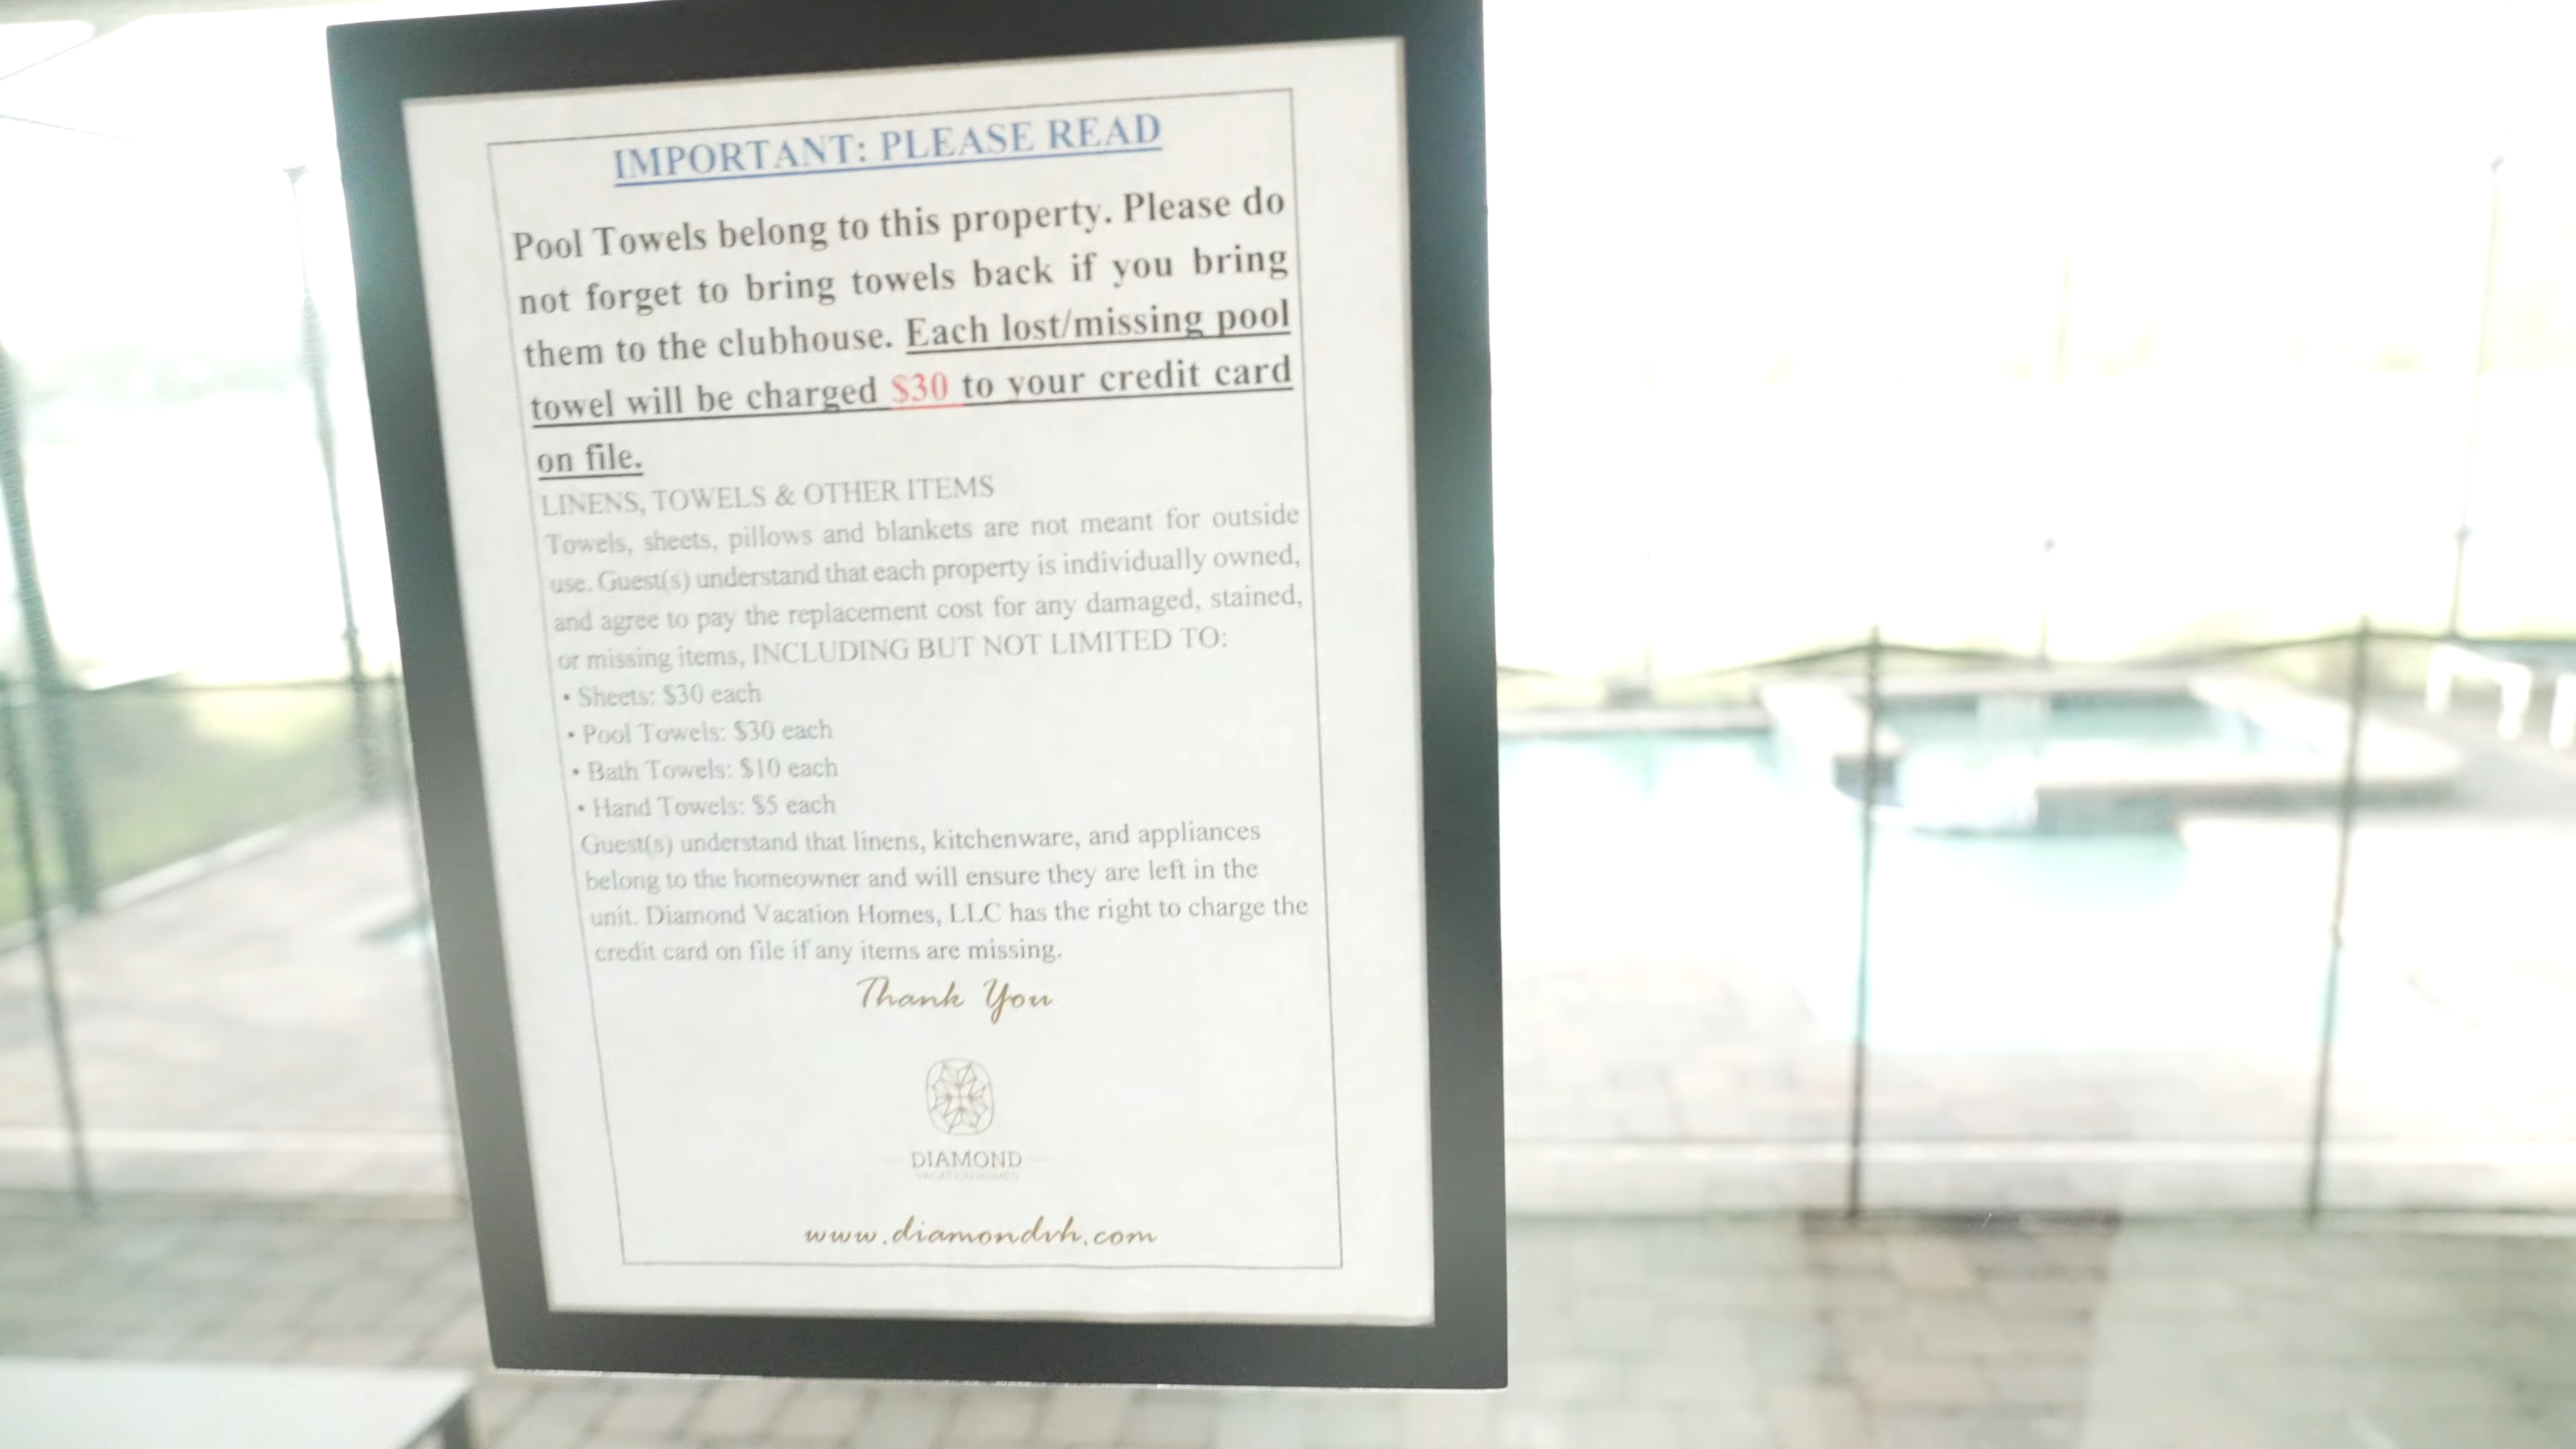 IMPORTANT: PLEASE READ
Pool Towels belong to this property. Please do
not forget to bring towels back if you bring
them to the clubhouse. Each lost/missing pool
towel will be charged $30 to your credit card
on file.
LINENS, TOWELS & OTHER ITEMS
Towels, sheets, pillows and blankets are not meant for outside
use. Guest(s) understand that each property is individually owned,
and agree to pay the replacement cost for any damaged, stained,
or missing items, INCLUDING BUT NOT LIMITED TO:
• Sheets: $30 each
• Pool Towels: $30 each
• Bath Towels: $10 each
• Hand Towels: $5 each
Guest(s) understand that linens, kitchenware, and appliances
belong to the homeowner and will ensure they are left in the
unit. Diamond Vacation Homes, LLC has the right to charge the
credit card on file if any items are missing.
Thank You
DIAMOND
VACATION HOMES
www.diamondvh.com